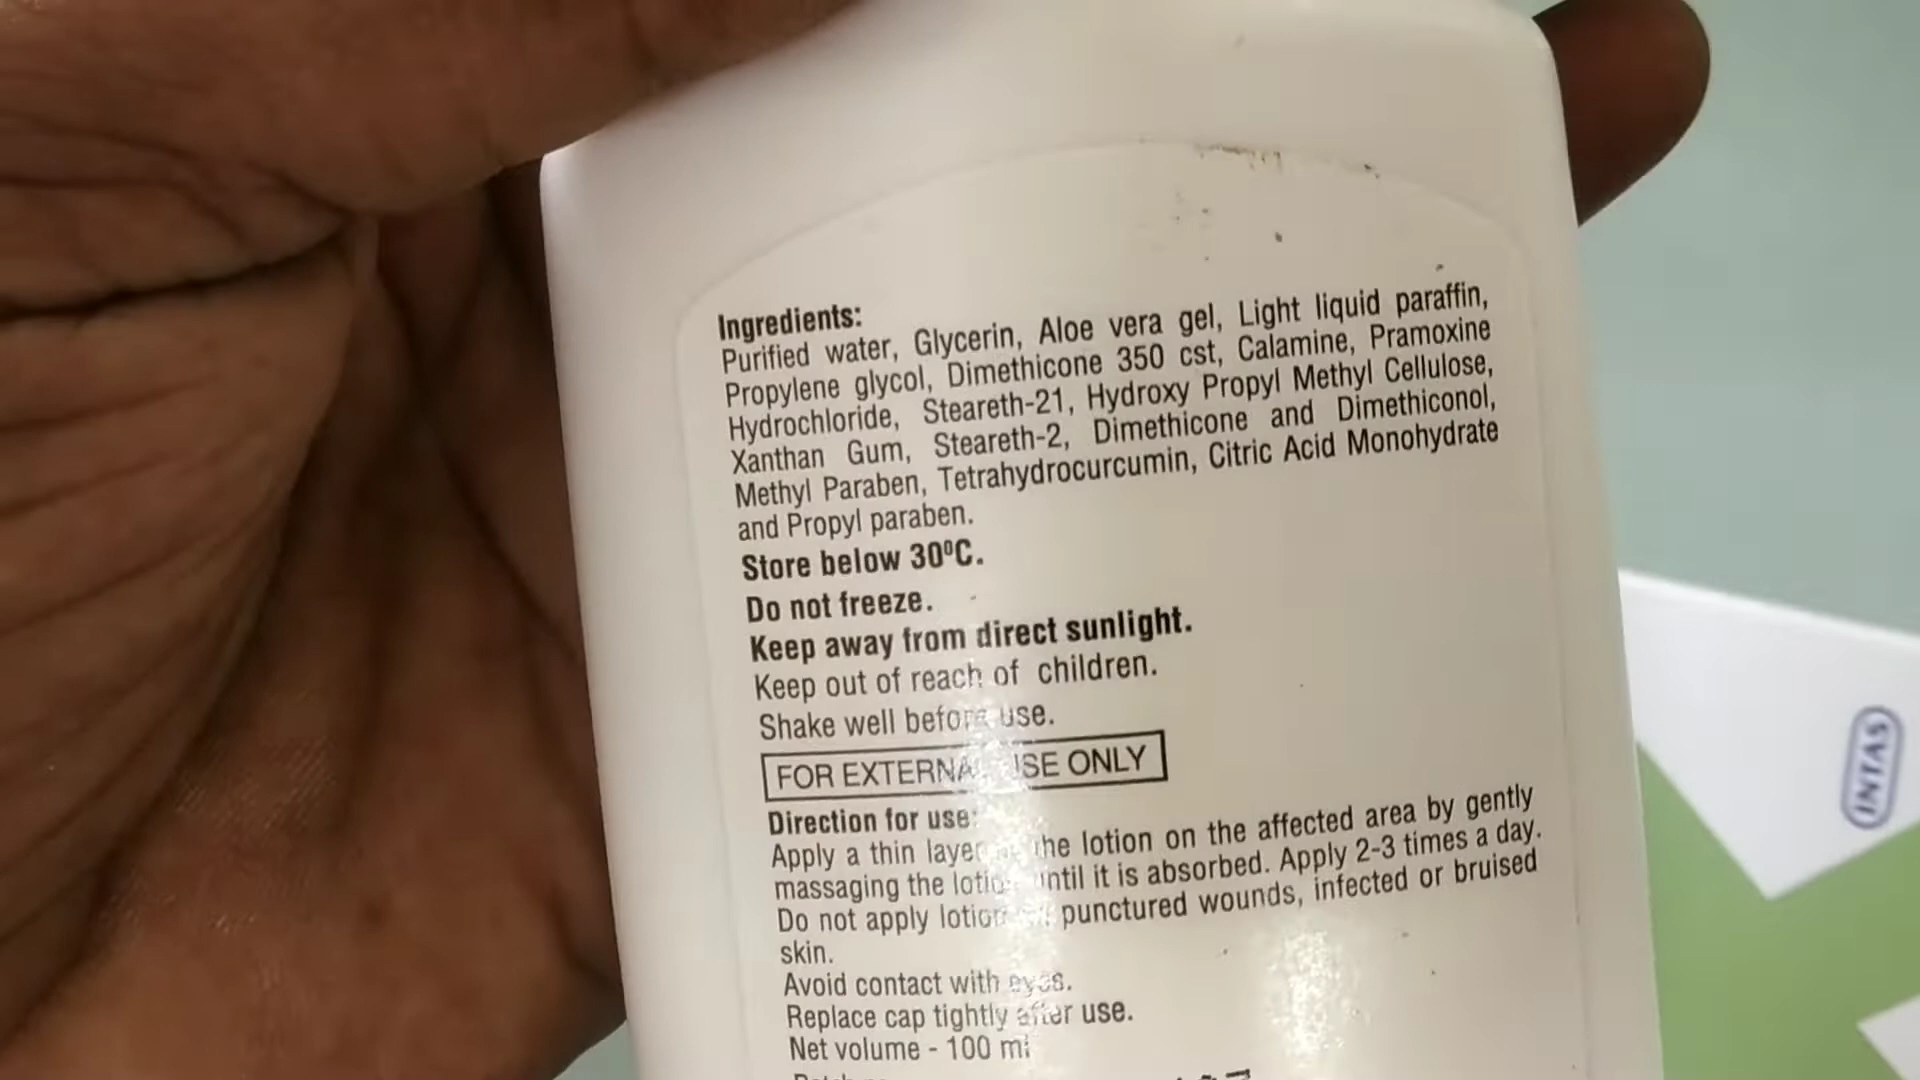 Ingredients:
Purified water, Glycerin, Aloe vera gel, Light liquid paraffin,
Propylene glycol, Dimethicone 350 cst, Calamine, Pramoxine
Hydrochloride, Steareth-21, Hydroxy Propyl Methyl Cellulose,
Xanthan Gum, Steareth-2, Dimethicone and Dimethiconol,
Methyl Paraben, Tetrahydrocurcumin, Citric Acid Monohydrate
and Propyl paraben.
Store below 30ºC.
Do not freeze.
Keep away from direct sunlight.
Keep out of reach of children.
Shake well before use.
FOR EXTERNAL USE ONLY
Direction for use:
Apply a thin layer the lotion on the affected area by gently
massaging the lotion until it is absorbed. Apply 2-3 times a day.
Do not apply lotion punctured wounds, infected or bruised
skin.
Avoid contact with eyes.
Replace cap tightly after use.
Net volume - 100 ml
INTAS